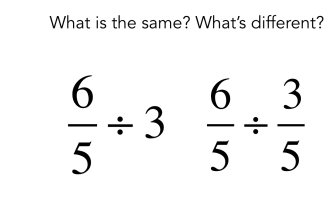 What is the same? What's different?
6/5 ÷ 3 6/5 ÷ 3/5